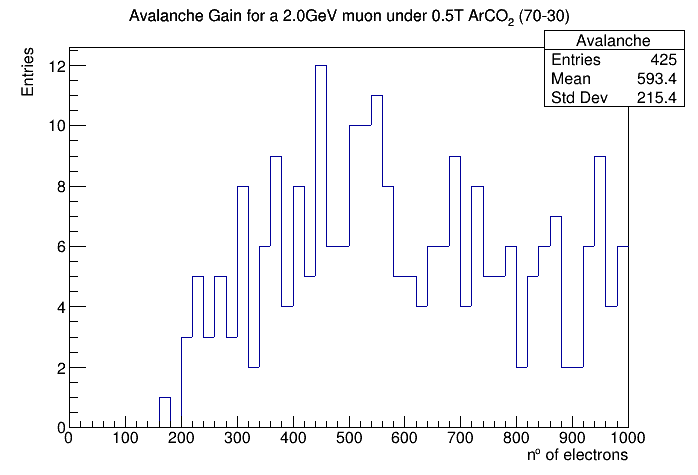 Avalanche Gain for a 2.0GeV muon under 0.5T ArCO₂ (70-30)
Avalanche
Entries 425
Mean 593.4
Std Dev 215.4
Entries
12
10
8
6
4
2
0
0 100 200 300 400 500 600 700 800 900 1000
nº of electrons